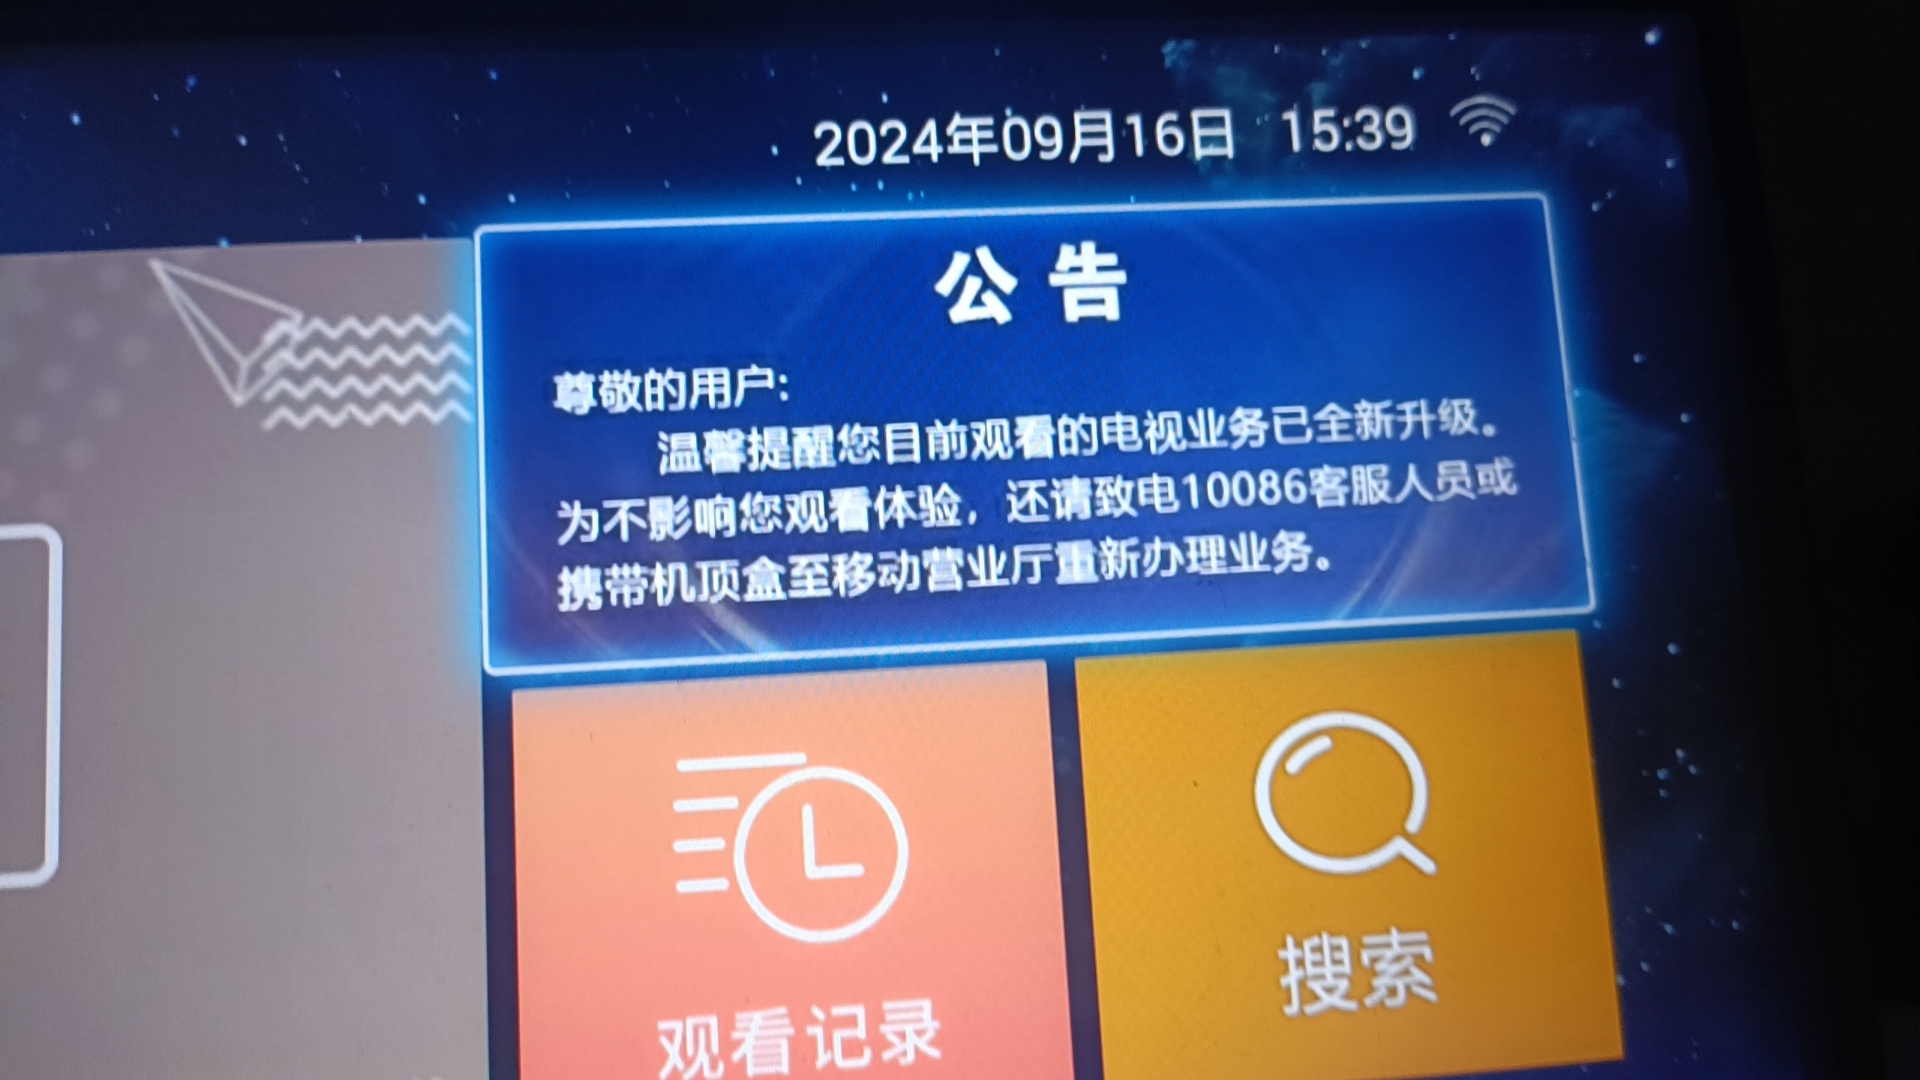 2024年09月16日 15:39
公告
尊敬的用户:
温馨提醒您目前观看的电视业务已全新升级。
为不影响您观看体验，还请致电10086客服人员或
携带机顶盒至移动营业厅重新办理业务。
观看记录
搜索